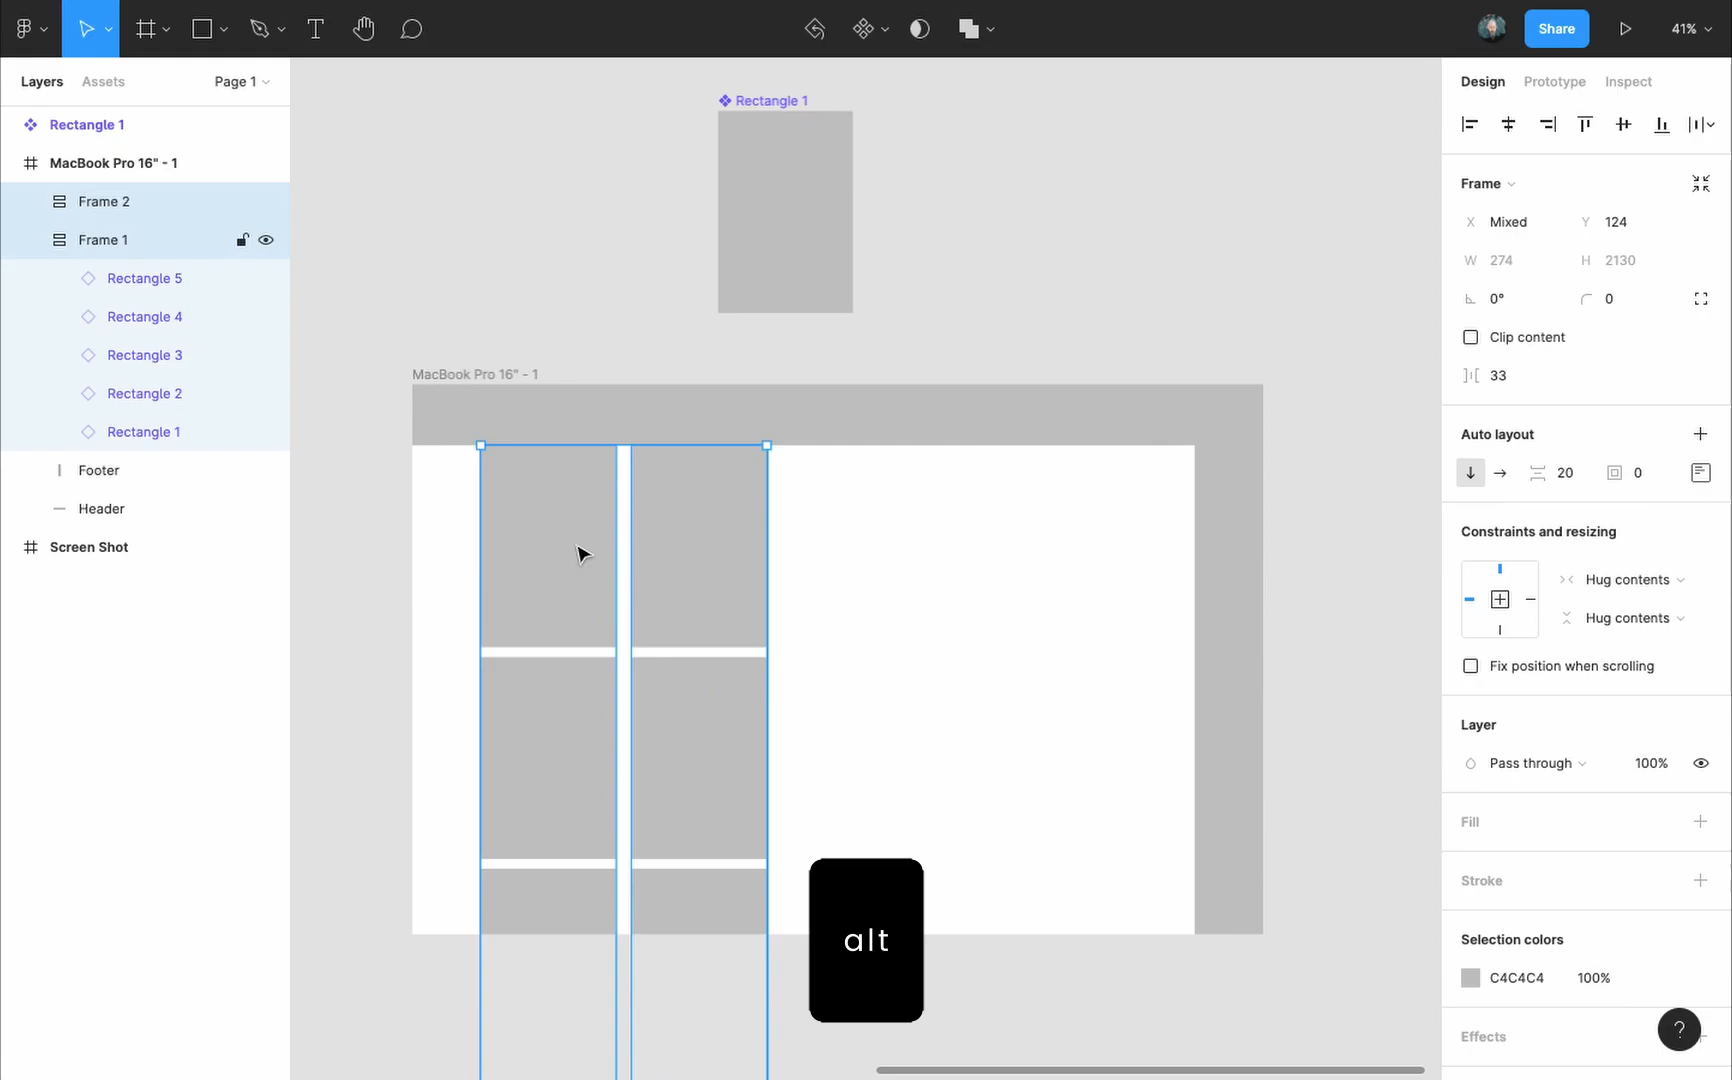 Share
41%
Layers
Assets
Page 1
Rectangle 1
MacBook Pro 16" - 1
Frame 2
Frame 1
Rectangle 5
Rectangle 4
Rectangle 3
Rectangle 2
Rectangle 1
Footer
Header
Screen Shot
Rectangle 1
MacBook Pro 16" - 1
alt
Design
Prototype
Inspect
Frame
X Mixed
Y 124
W 274
H 2130
0°
0
Clip content
33
Auto layout
20
0
Constraints and resizing
Hug contents
Hug contents
Fix position when scrolling
Layer
Pass through
100%
Fill
Stroke
Selection colors
C4C4C4
100%
Effects
?